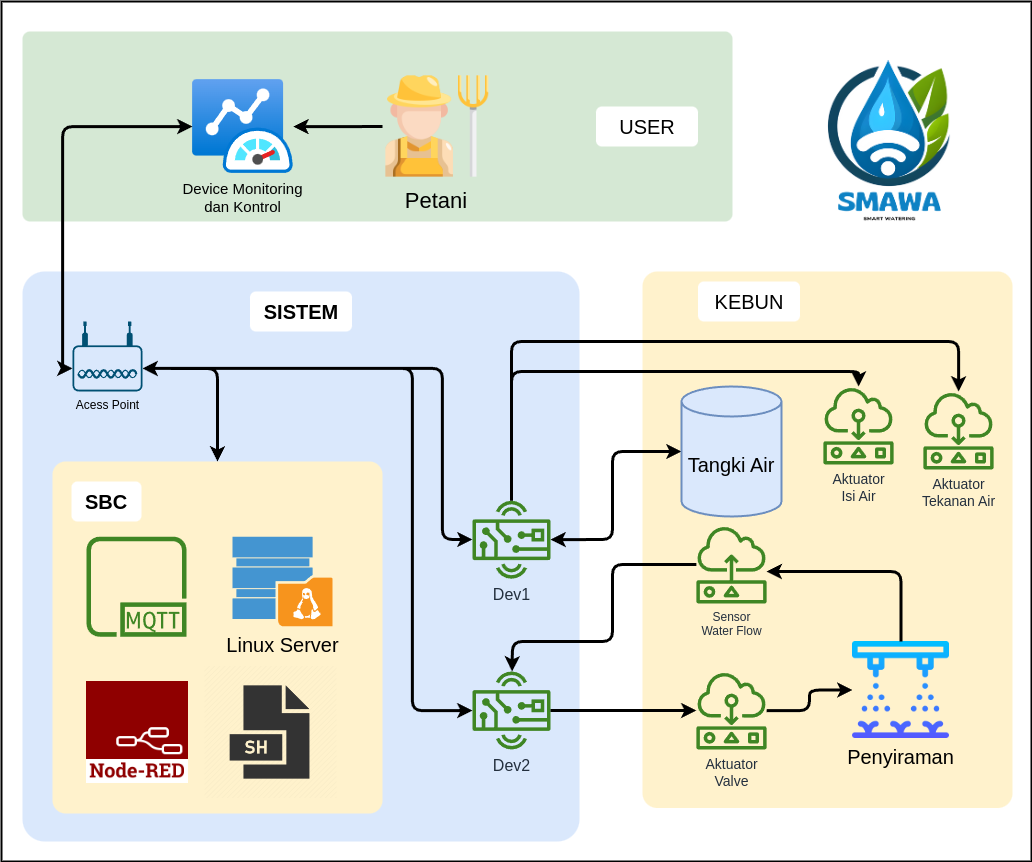 USER
Device Monitoring
dan Kontrol
Petani
SMAWA
SMART WATERING
SISTEM
KEBUN
Acess Point
Tangki Air
Aktuator
Isi Air
Aktuator
Tekanan Air
SBC
MQTT
Linux Server
Dev1
Sensor
Water Flow
Node-RED
SH
Dev2
Aktuator
Valve
Penyiraman